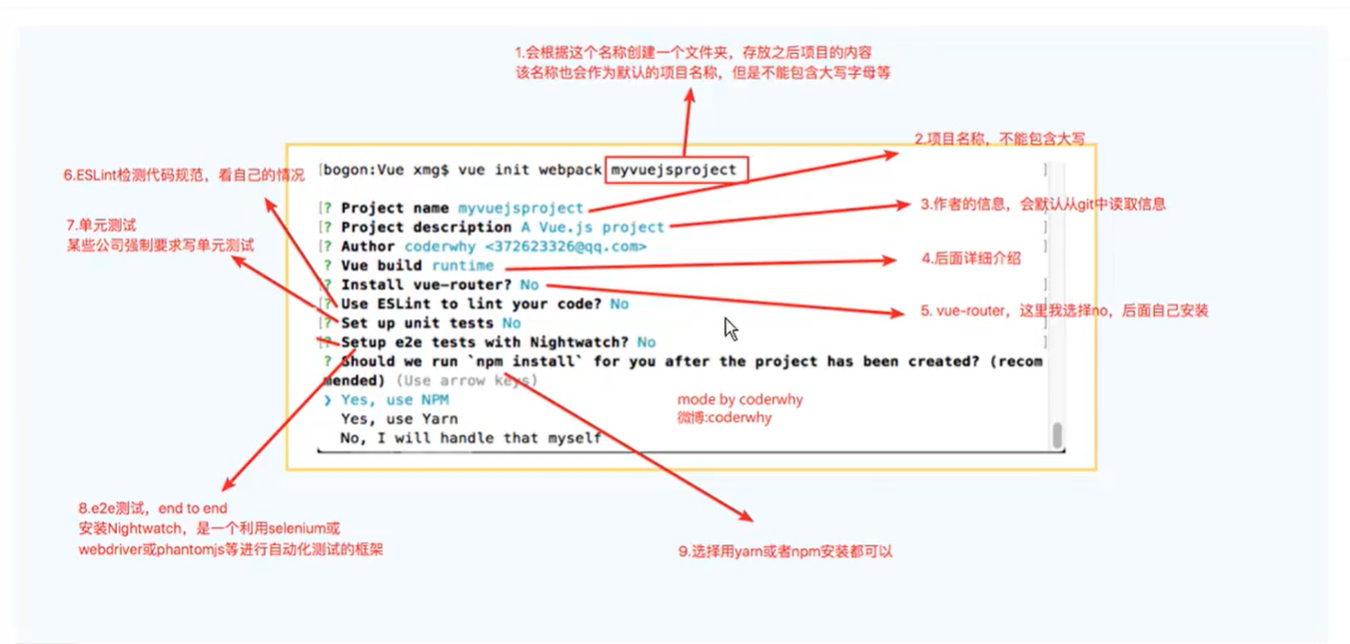 1.会根据这个名称创建一个文件夹，存放之后项目的内容
该名称也会作为默认的项目名称，但是不能包含大写字母等
2.项目名称，不能包含大写
6.ESLint检测代码规范，看自己的情况
[bogon:Vue xmg$ vue init webpack myvuejsproject ]
3.作者的信息，会默认从git中读取信息
7.单元测试
某些公司强制要求写单元测试
[? Project name myvuejsproject ]
[? Project description A Vue.js project ]
[? Author coderwhy <372623326@qq.com> ]
? Vue build runtime
[? Install vue-router? No ]
[? Use ESLint to lint your code? No ]
[? Set up unit tests No ]
[? Setup e2e tests with Nightwatch? No ]
? Should we run `npm install` for you after the project has been created? (recom
mended) (Use arrow keys)
❯ Yes, use NPM
Yes, use Yarn
No, I will handle that myself
4.后面详细介绍
5. vue-router，这里我选择no，后面自己安装
mode by coderwhy
微博:coderwhy
8.e2e测试，end to end
安装Nightwatch，是一个利用selenium或
webdriver或phantomjs等进行自动化测试的框架
9.选择用yarn或者npm安装都可以